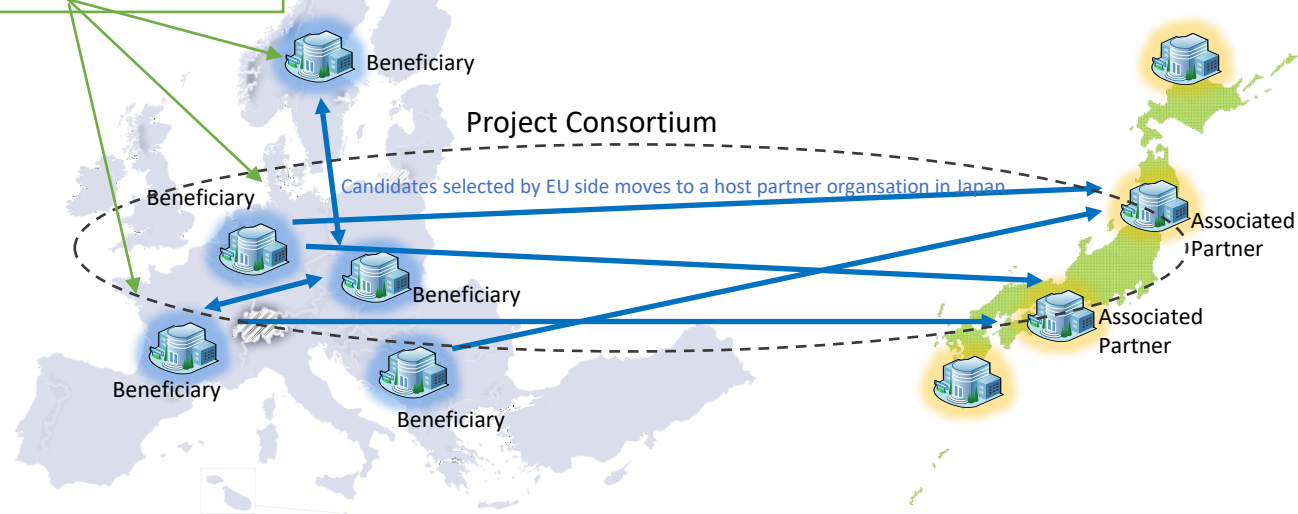 Beneficiary
Project Consortium
Candidates selected by EU side moves to a host partner organsation in Japan
Beneficiary
Associated
Partner
Beneficiary
Associated
Partner
Beneficiary
Beneficiary